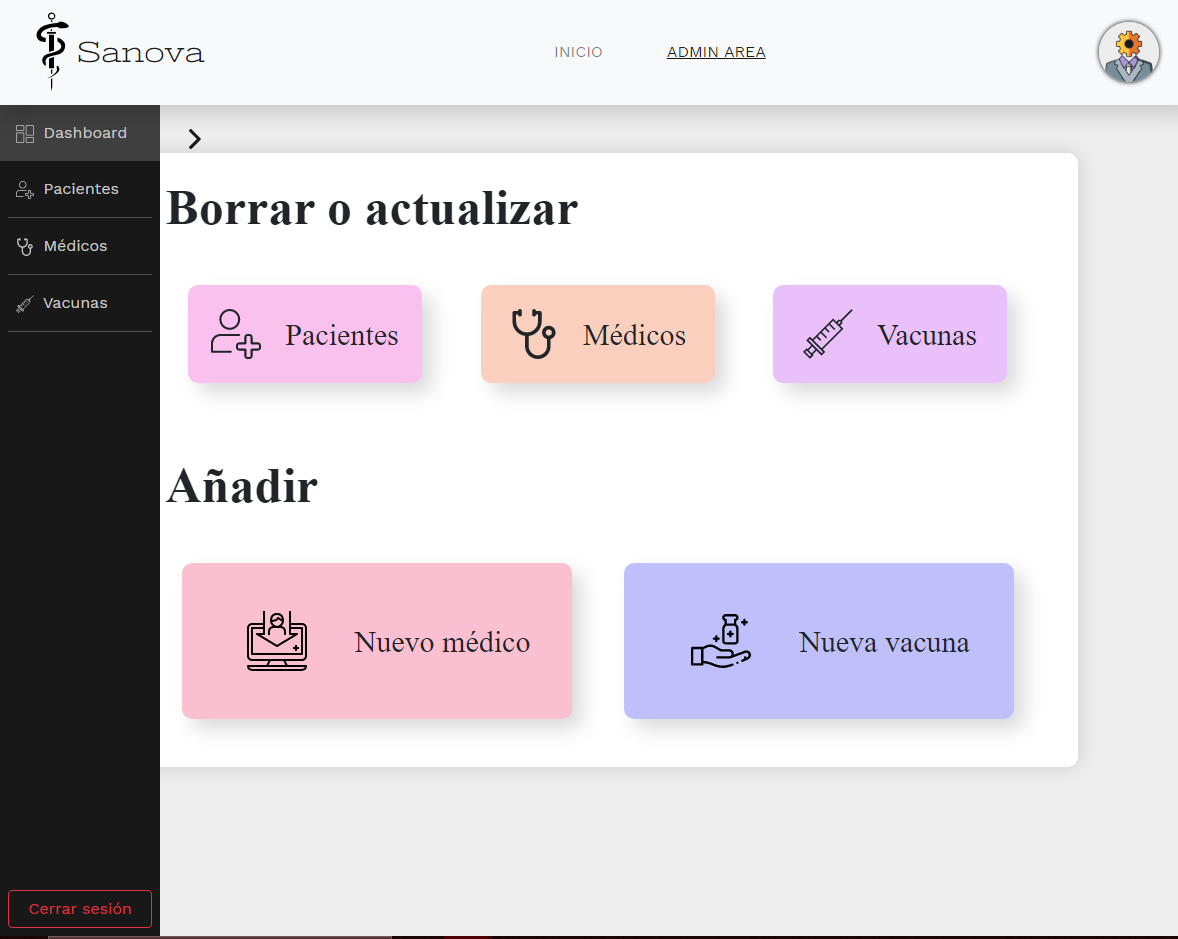 Sanova
INICIO
ADMIN AREA
Dashboard
Pacientes
Médicos
Vacunas
Cerrar sesión
Borrar o actualizar
Pacientes
Médicos
Vacunas
Añadir
Nuevo médico
Nueva vacuna